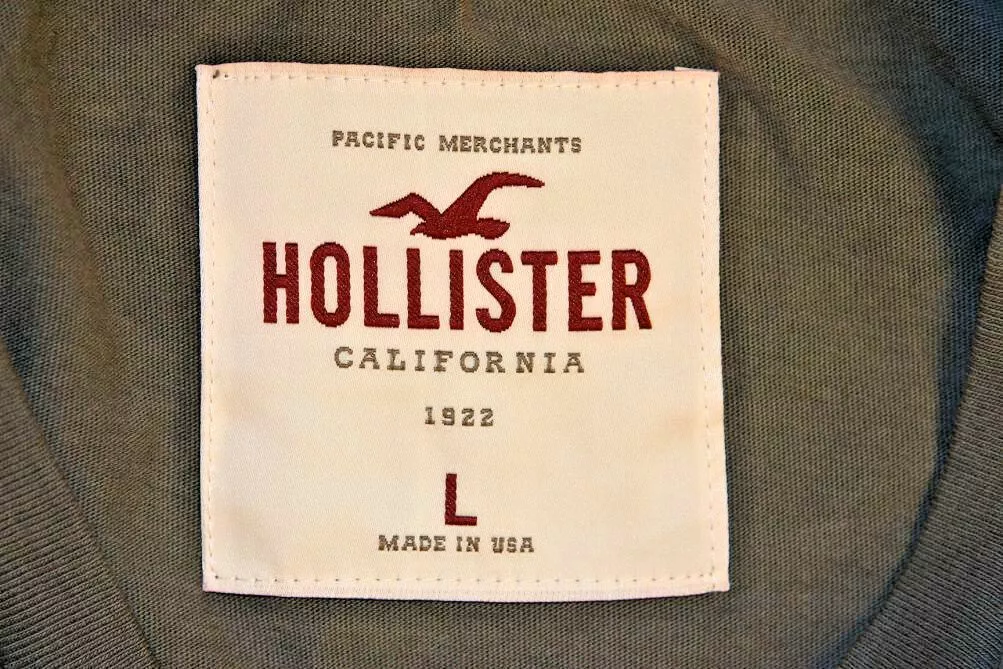 PACIFIC MERCHANTS
HOLLISTER
CALIFORNIA
1922
L
MADE IN USA